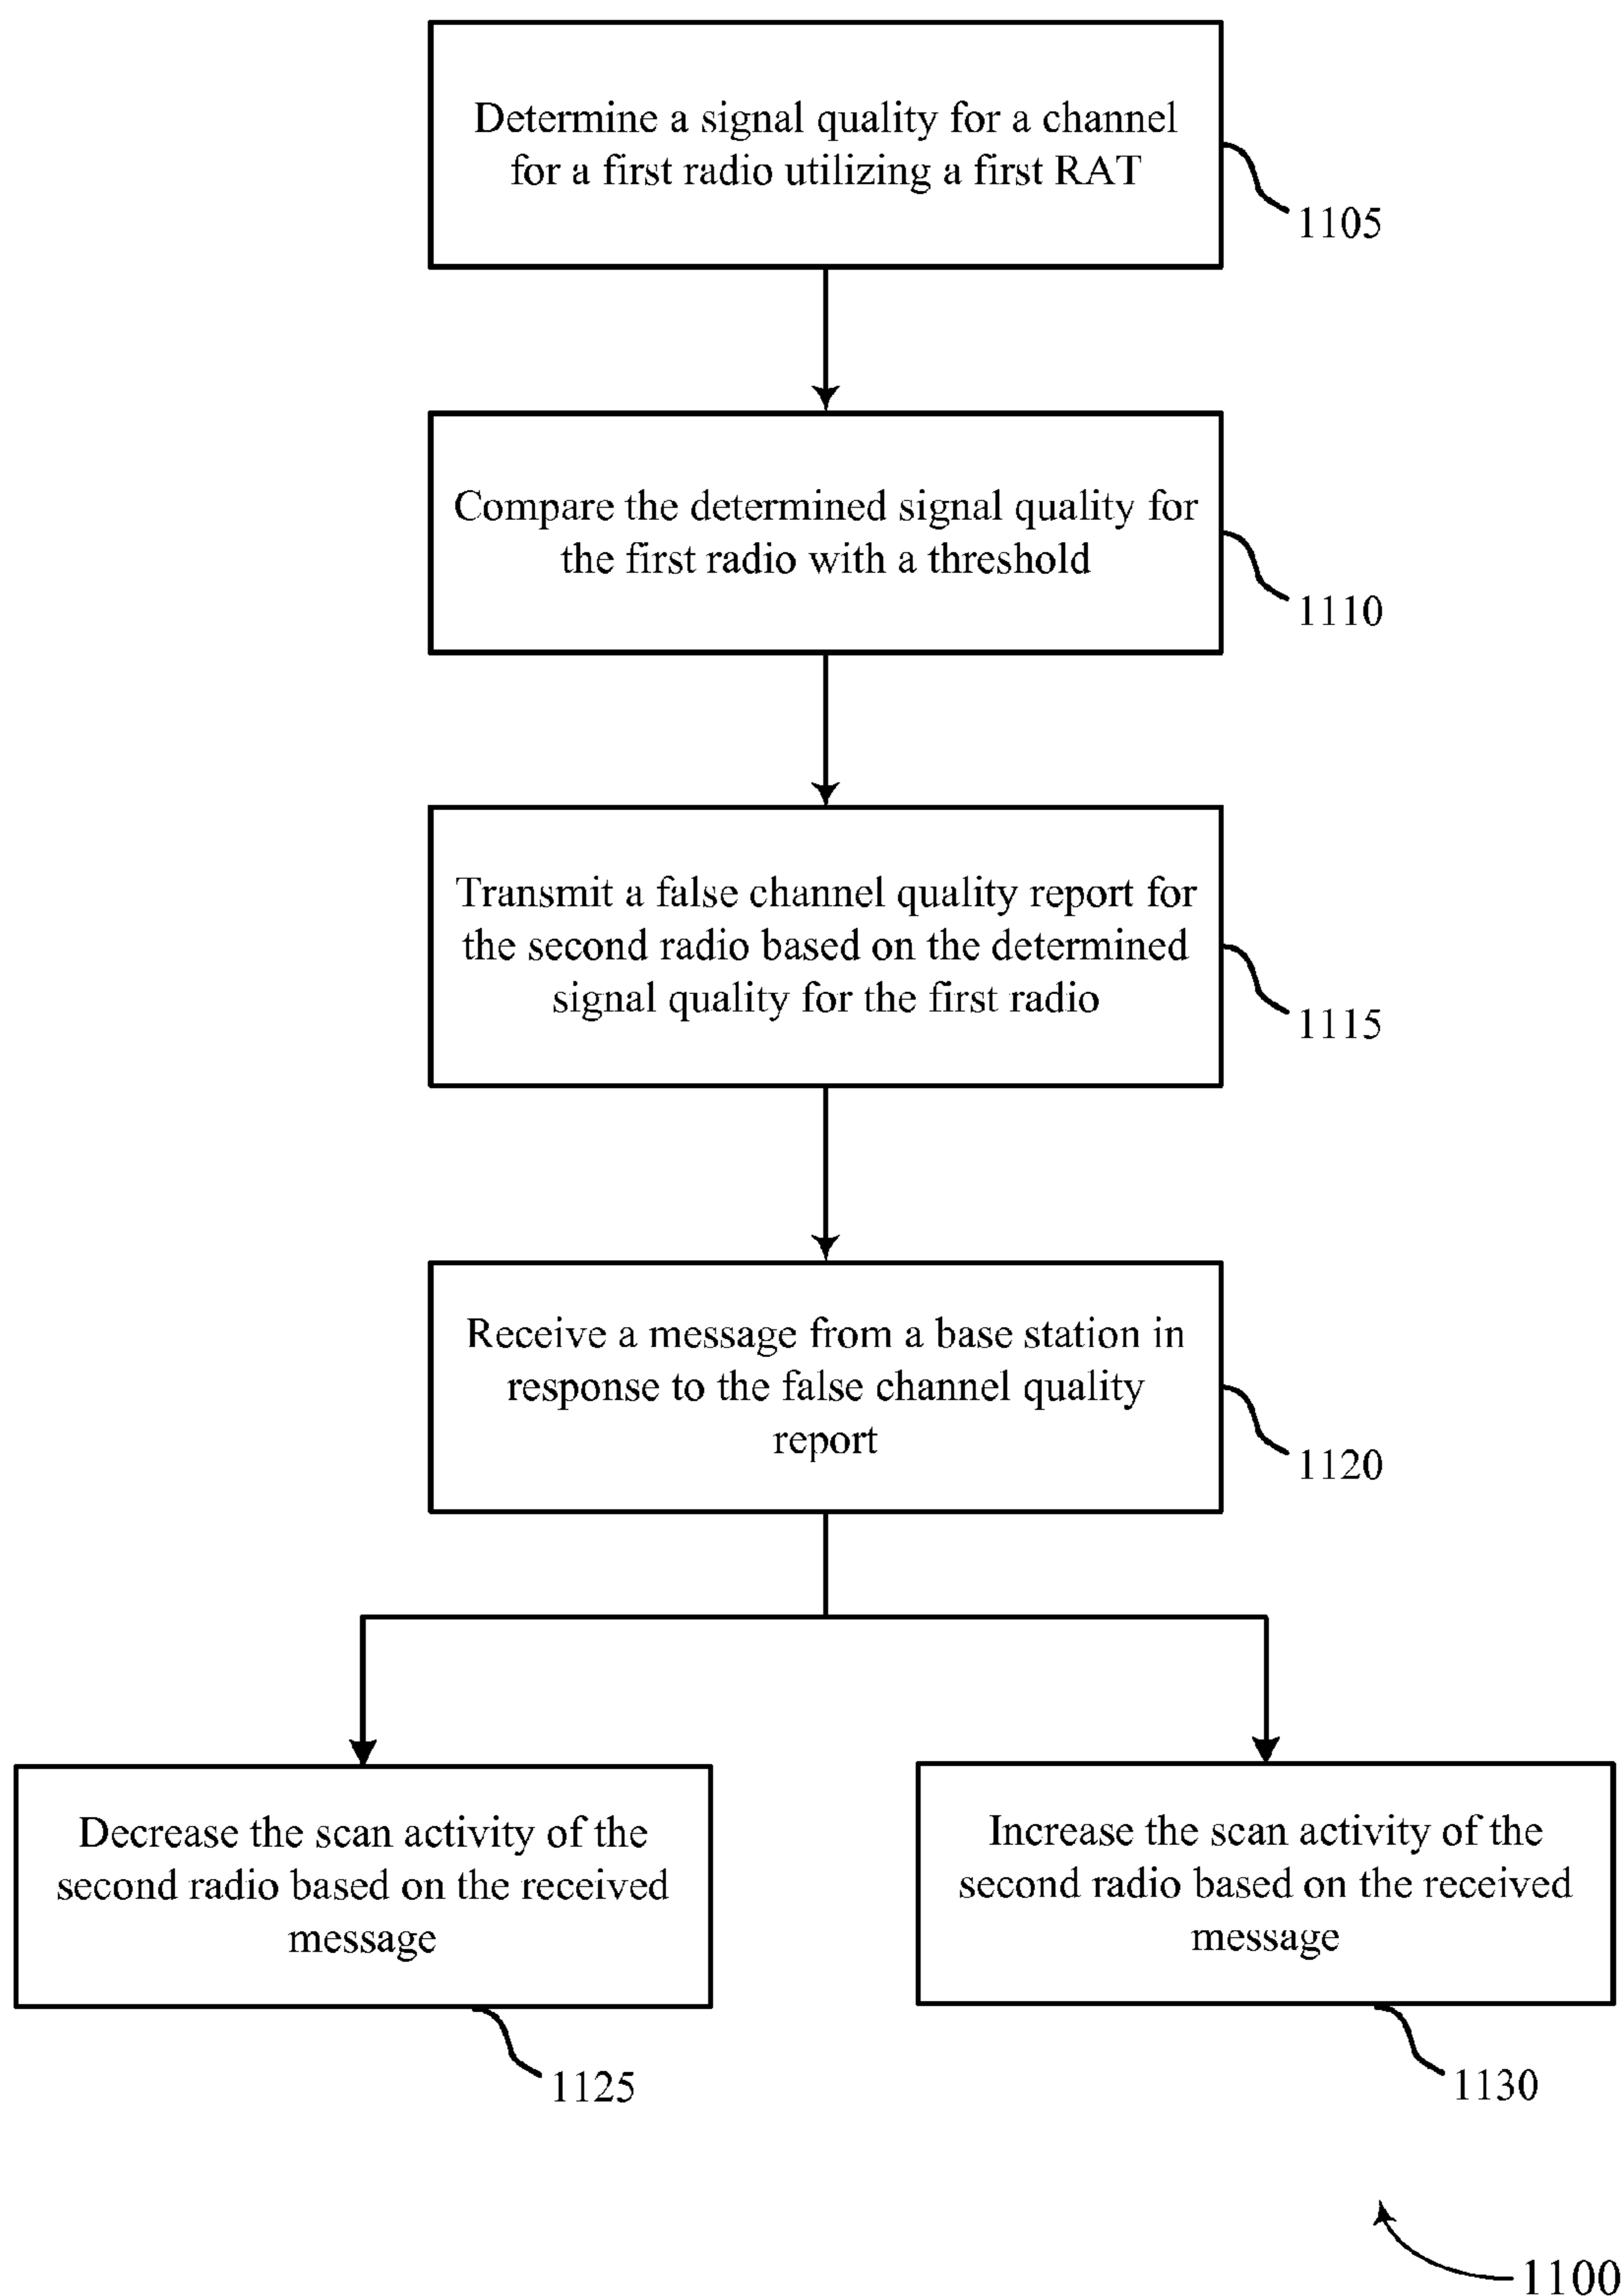 Determine a signal quality for a channel
for a first radio utilizing a first RAT
1105
Compare the determined signal quality for
the first radio with a threshold
1110
Transmit a false channel quality report for
the second radio based on the determined
signal quality for the first radio
1115
Receive a message from a base station in
response to the false channel quality
report
1120
Decrease the scan activity of the
second radio based on the received
message
1125
Increase the scan activity of the
second radio based on the received
message
1130
1100